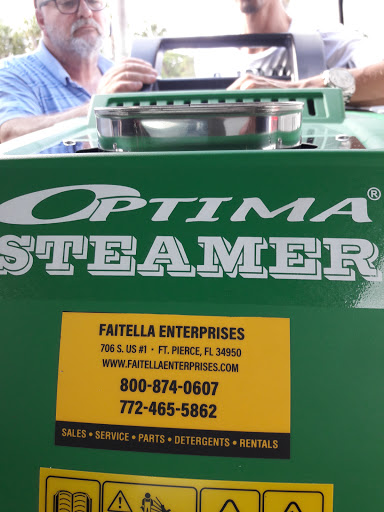 OPTIMA®
STEAMER
FAITELLA ENTERPRISES
706 S. US #1 • FT. PIERCE, FL 34950
WWW.FAITELLAENTERPRISES.COM
800-874-0607
772-465-5862
SALES • SERVICE • PARTS • DETERGENTS • RENTALS